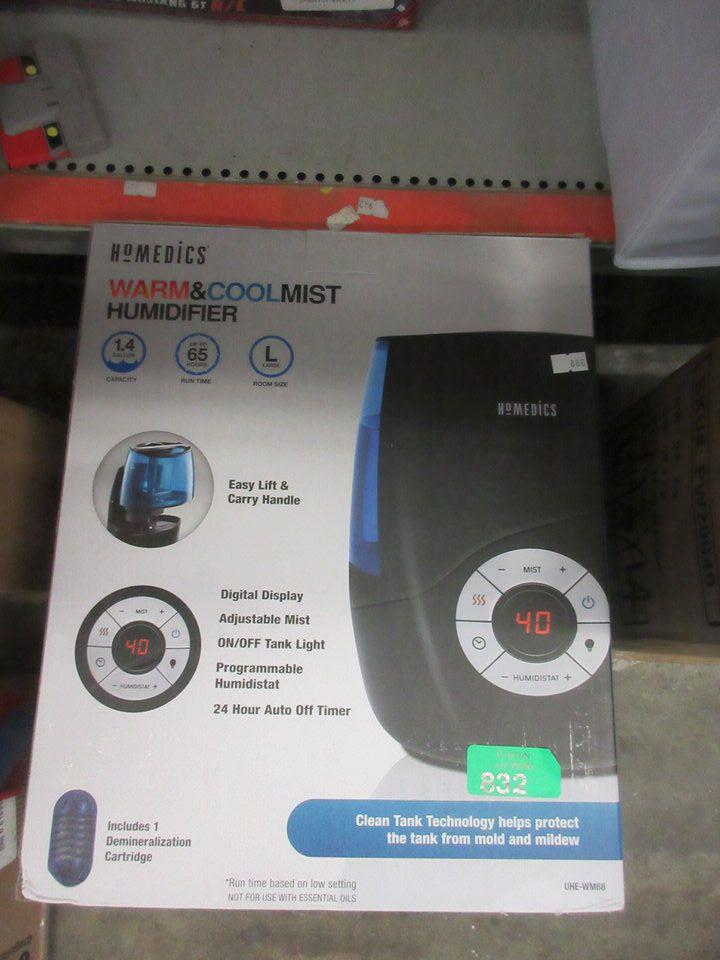 HOMEDICS
WARM&COOLMIST
HUMIDIFIER
1.4
GALLON
CAPACITY
UP TO
65
HOURS
RUN TIME
L
LARGE
ROOM SIZE
888
HOMEDICS
Easy Lift &
Carry Handle
Digital Display
Adjustable Mist
ON/OFF Tank Light
Programmable
Humidistat
24 Hour Auto Off Timer
- MIST +
40
- HUMIDISTAT +
- MIST +
40
- HUMIDISTAT +
832
Clean Tank Technology helps protect
the tank from mold and mildew
Includes 1
Demineralization
Cartridge
*Run time based on low setting
NOT FOR USE WITH ESSENTIAL OILS
UHE-WM68